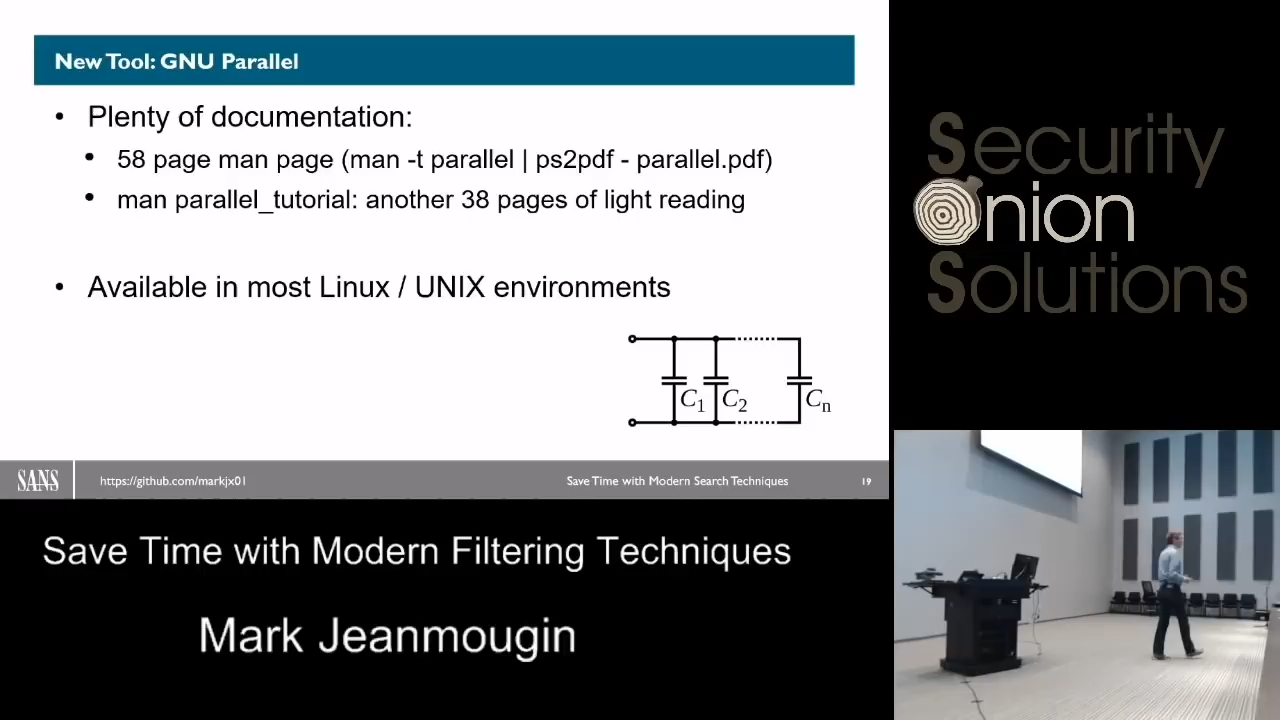 New Tool: GNU Parallel
• Plenty of documentation:
• 58 page man page (man -t parallel | ps2pdf - parallel.pdf)
• man parallel_tutorial: another 38 pages of light reading
• Available in most Linux / UNIX environments
C1 C2 Cn
SANS https://github.com/markjx01 Save Time with Modern Search Techniques 19
Save Time with Modern Filtering Techniques
Mark Jeanmougin
Security
Onion
Solutions